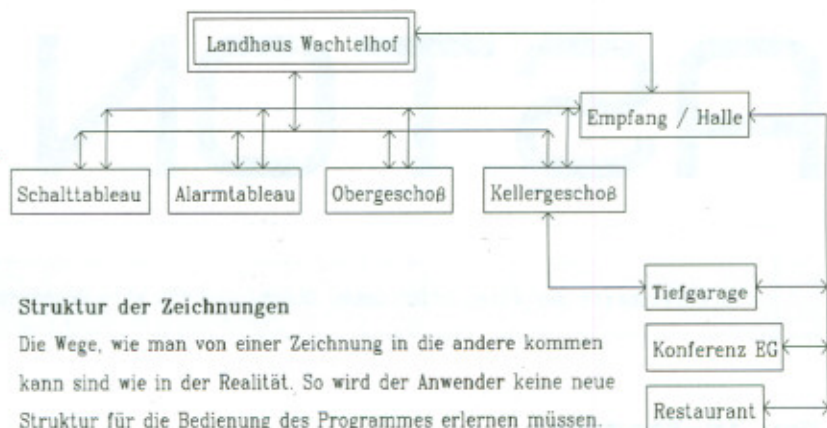 Landhaus Wachtelhof
Empfang / Halle
Schalttableau
Alarmtableau
Obergeschoß
Kellergeschoß
Tiefgarage
Konferenz EG
Restaurant
Struktur der Zeichnungen
Die Wege, wie man von einer Zeichnung in die andere kommen
kann sind wie in der Realität. So wird der Anwender keine neue
Struktur für die Bedienung des Programmes erlernen müssen.